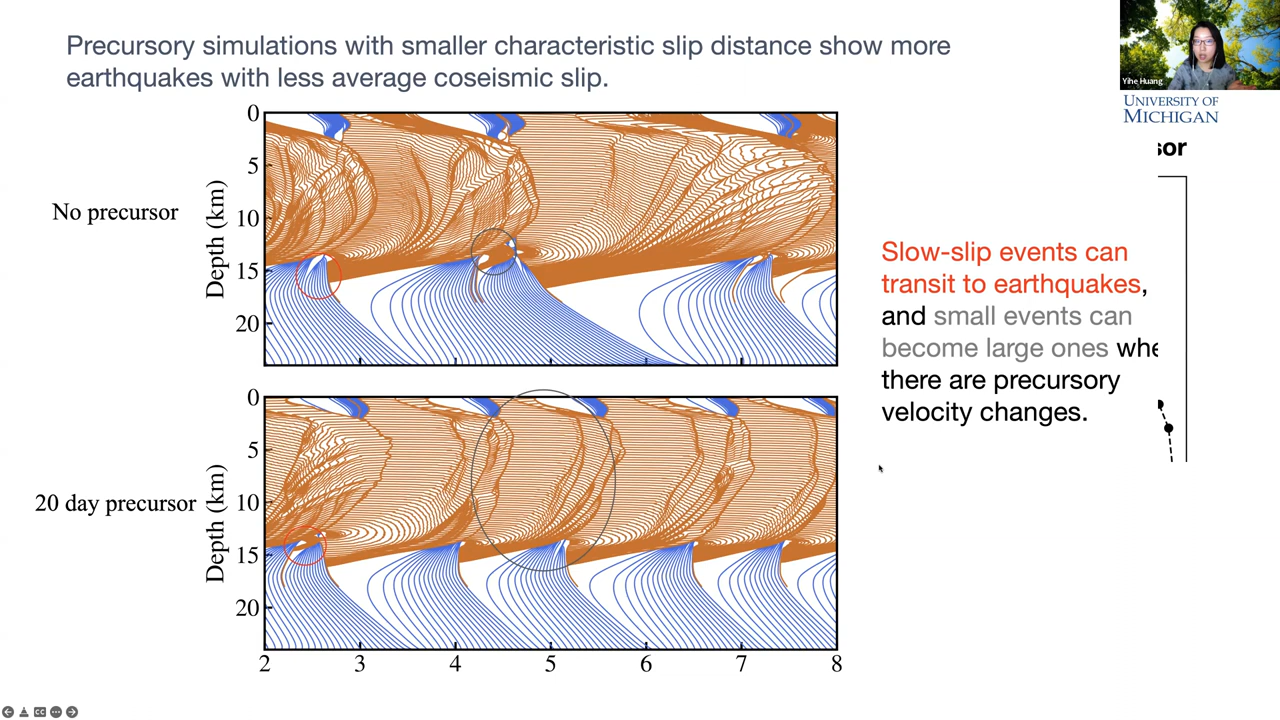 Precursory simulations with smaller characteristic slip distance show more
earthquakes with less average coseismic slip.
Yihe Huang
UNIVERSITY OF
MICHIGAN
sor
No precursor
Depth (km)
0
5
10
15
20
Slow-slip events can
transit to earthquakes,
and small events can
become large ones whe
there are precursory
velocity changes.
20 day precursor
Depth (km)
0
5
10
15
20
2 3 4 5 6 7 8
CC